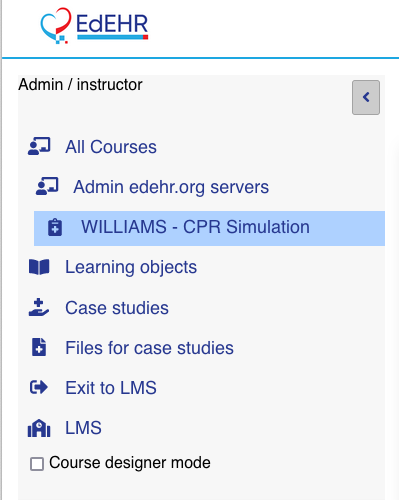 EdEHR
Admin / instructor
All Courses
Admin edehr.org servers
WILLIAMS - CPR Simulation
Learning objects
Case studies
Files for case studies
Exit to LMS
LMS
Course designer mode